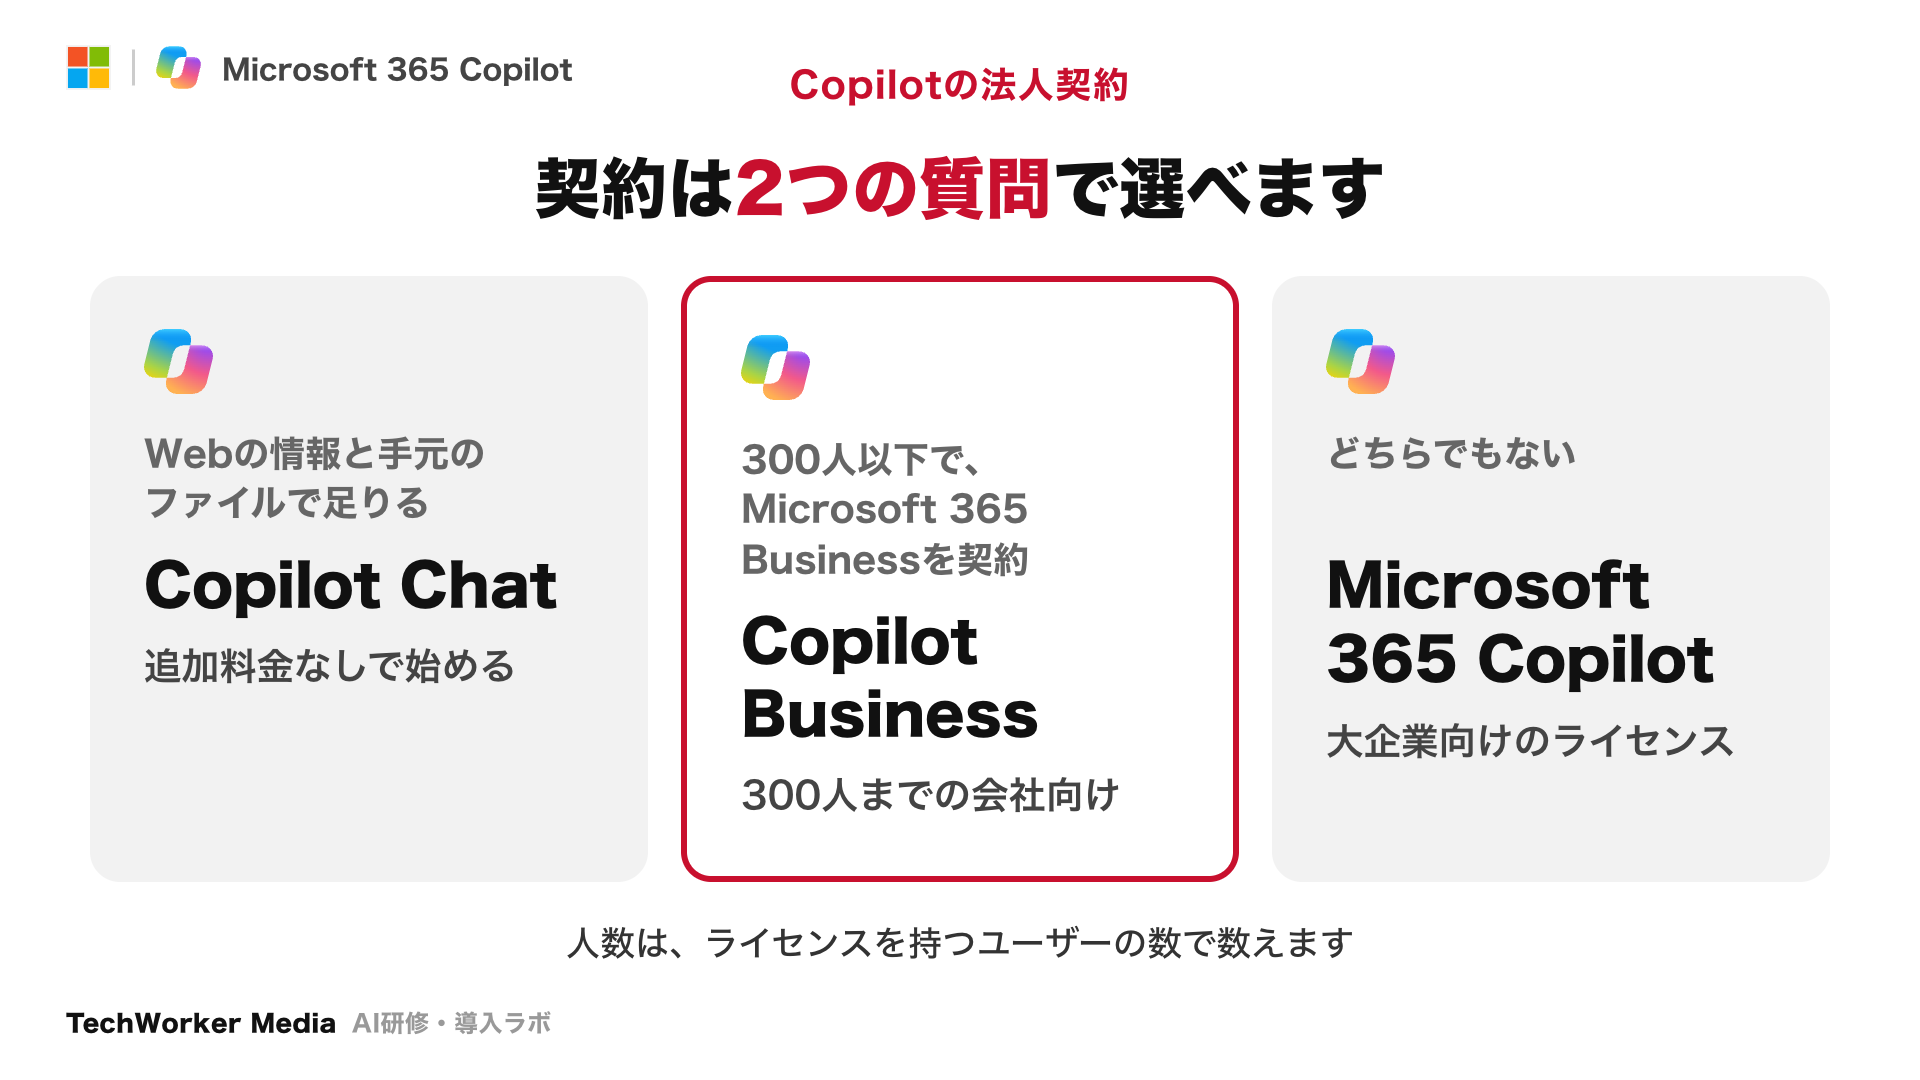 Microsoft 365 Copilot
Copilotの法人契約
契約は2つの質問で選べます
Webの情報と手元の
ファイルで足りる
Copilot Chat
追加料金なしで始める
300人以下で、
Microsoft 365
Businessを契約
Copilot
Business
300人までの会社向け
どちらでもない
Microsoft
365 Copilot
大企業向けのライセンス
人数は、ライセンスを持つユーザーの数で数えます
TechWorker Media AI研修・導入ラボ